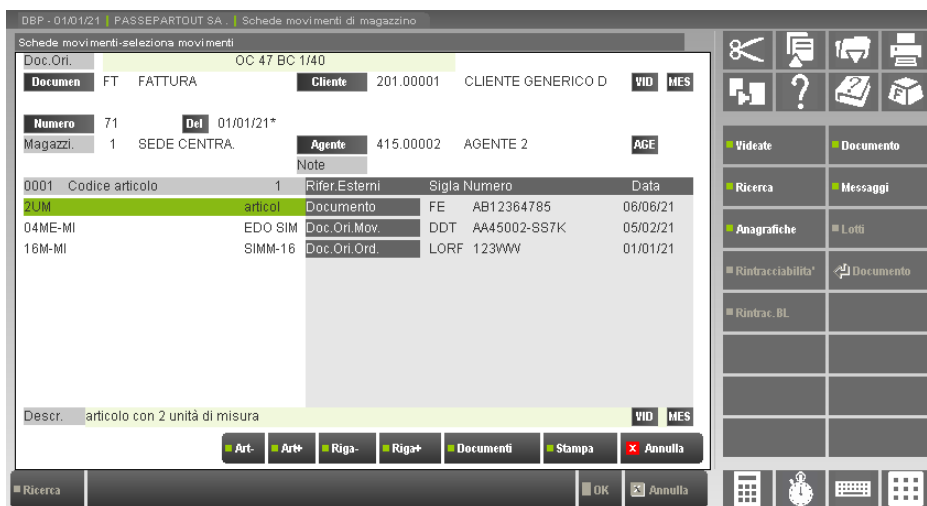 DBP - 01/01/21 | PASSEPARTOUT SA . | Schede movimenti di magazzino
Schede movimenti-seleziona movimenti
Doc.Ori. OC 47 BC 1/40
Documen FT FATTURA Cliente 201.00001 CLIENTE GENERICO D VID MES
Numero 71 Del 01/01/21*
Magazzi. 1 SEDE CENTRA. Agente 415.00002 AGENTE 2 AGE
Note
0001 Codice articolo 1 Rifer.Esterni Sigla Numero Data
2UM articol Documento FE AB12364785 06/06/21
04ME-MI EDO SIM Doc.Ori.Mov. DDT AA45002-SS7K 05/02/21
16M-MI SIMM-16 Doc.Ori.Ord. LORF 123WW 01/01/21
Descr. articolo con 2 unità di misura VID MES
Art- Art+ Riga- Riga+ Documenti Stampa X Annulla
Ricerca OK Annulla
Videate Documento
Ricerca Messaggi
Anagrafiche Lotti
Rintracciabilita' Documento
Rintrac.BL